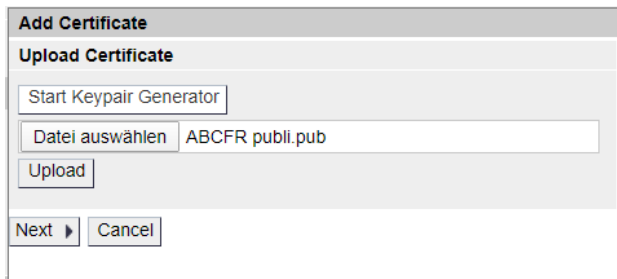 Add Certificate
Upload Certificate
Start Keypair Generator
Datei auswählen ABCFR publi.pub
Upload
Next Cancel